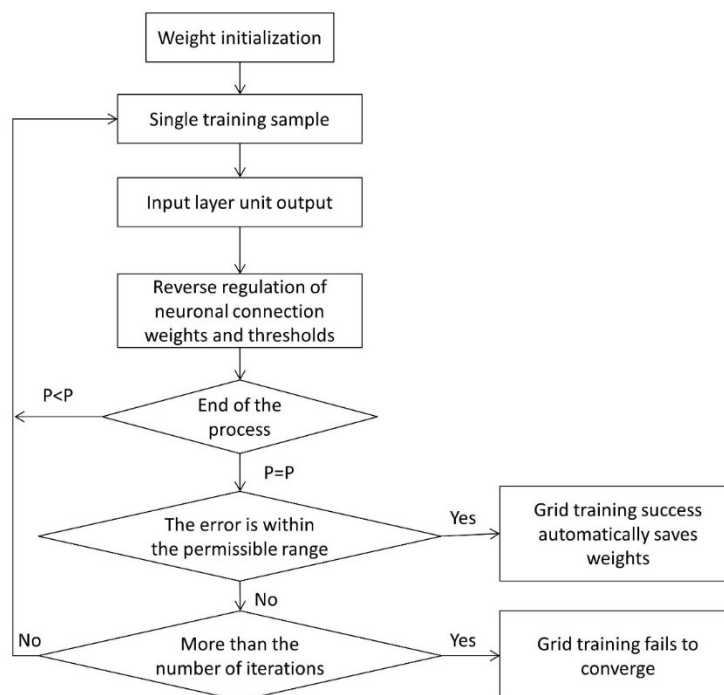 Weight initialization
Single training sample
Input layer unit output
Reverse regulation of
neuronal connection
weights and thresholds
P<P
End of the
process
P=P
The error is within
the permissible range
Yes
Grid training success
automatically saves
weights
No
No
More than the
number of iterations
Yes
Grid training fails to
converge